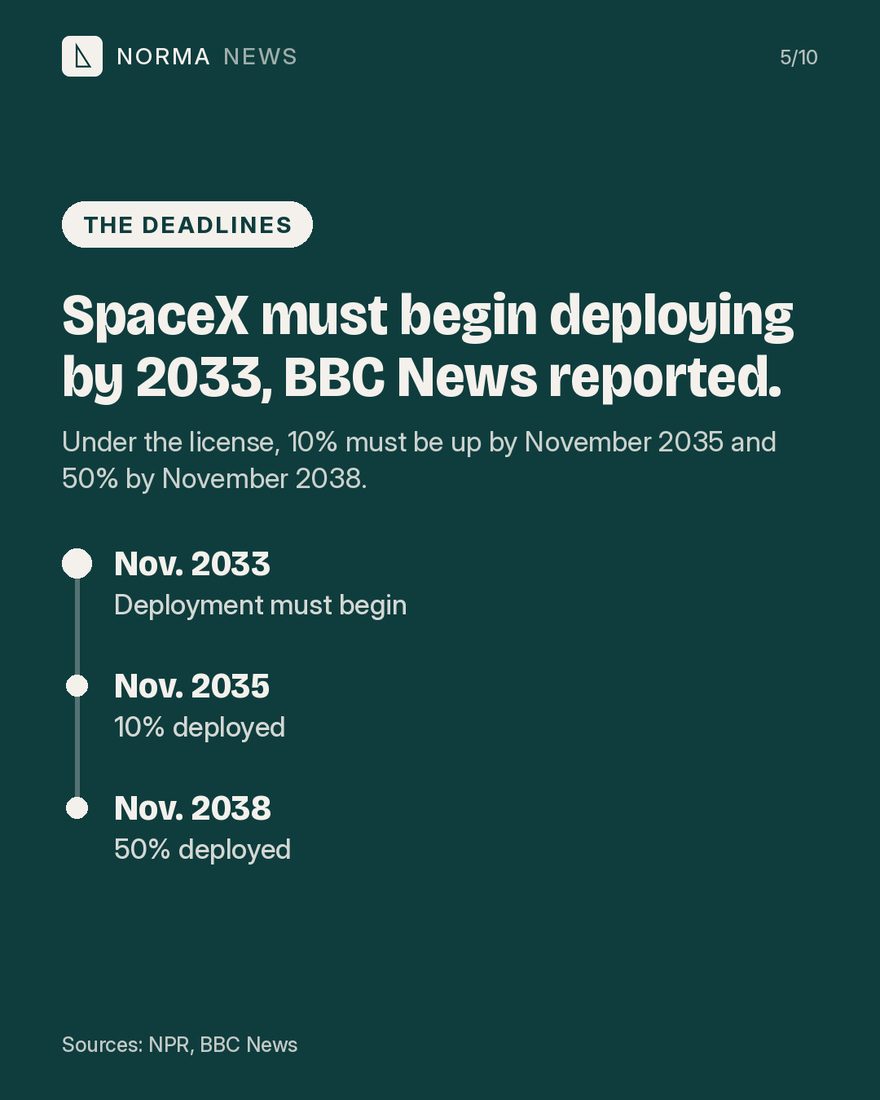 NORMA NEWS
5/10
THE DEADLINES
SpaceX must begin deploying
by 2033, BBC News reported.
Under the license, 10% must be up by November 2035 and
50% by November 2038.
Nov. 2033
Deployment must begin
Nov. 2035
10% deployed
Nov. 2038
50% deployed
Sources: NPR, BBC News